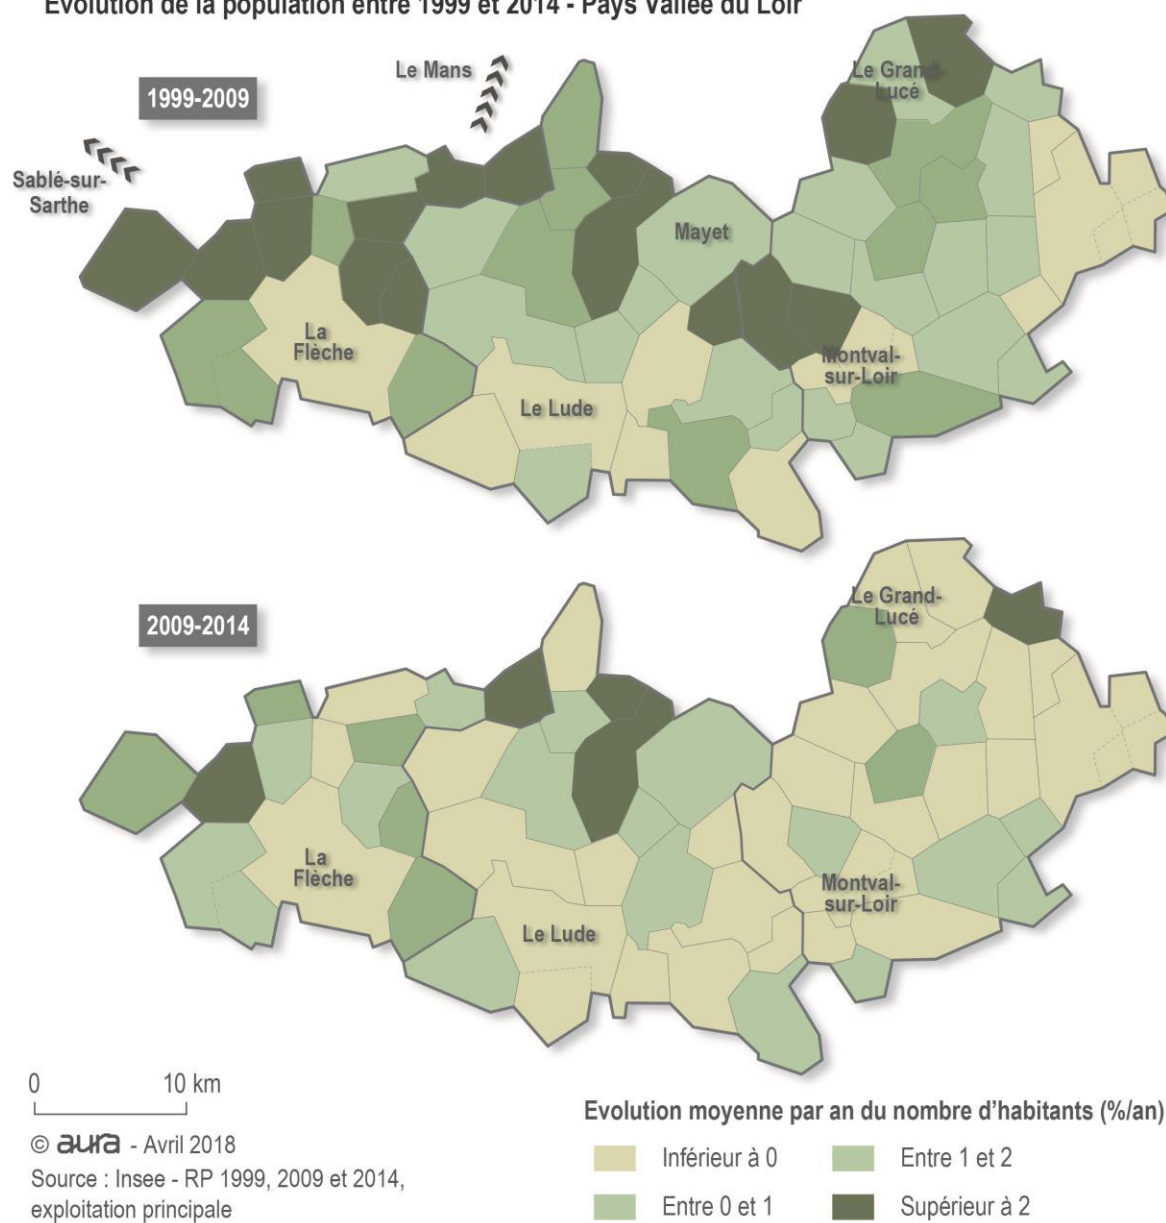 Evolution de la population entre 1999 et 2014 - Pays Vallée du Loir
1999-2009
Le Mans
Sablé-sur-
Sarthe
Le Grand-
Lucé
Mayet
La
Flèche
Le Lude
Montval-
sur-Loir
2009-2014
Le Grand-
Lucé
La
Flèche
Le Lude
Montval-
sur-Loir
0 10 km
© aura - Avril 2018
Source : Insee - RP 1999, 2009 et 2014,
exploitation principale
Evolution moyenne par an du nombre d'habitants (%/an)
Inférieur à 0
Entre 1 et 2
Entre 0 et 1
Supérieur à 2